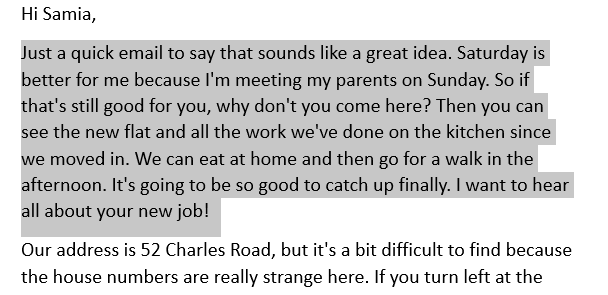 Hi Samia,
Just a quick email to say that sounds like a great idea. Saturday is
better for me because I'm meeting my parents on Sunday. So if
that's still good for you, why don't you come here? Then you can
see the new flat and all the work we've done on the kitchen since
we moved in. We can eat at home and then go for a walk in the
afternoon. It's going to be so good to catch up finally. I want to hear
all about your new job!
Our address is 52 Charles Road, but it's a bit difficult to find because
the house numbers are really strange here. If you turn left at the